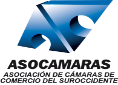 ASOCAMARAS
ASOCIACIÓN DE CÁMARAS DE
COMERCIO DEL SUROCCIDENTE